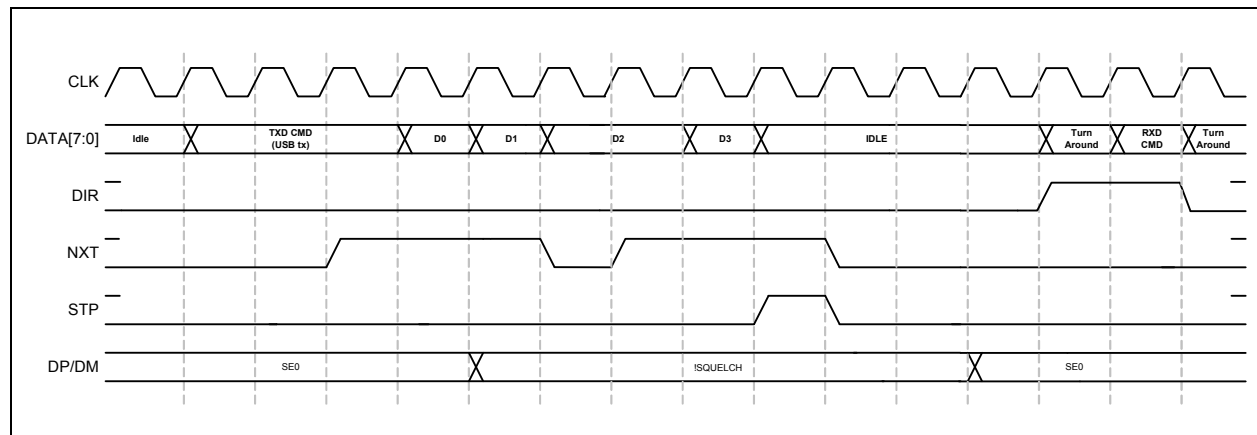 CLK
DATA[7:0]
Idle
TXD CMD
(USB tx)
D0
D1
D2
D3
IDLE
Turn
Around
RXD
CMD
Turn
Around
DIR
NXT
STP
DP/DM
SE0
!SQUELCH
SE0